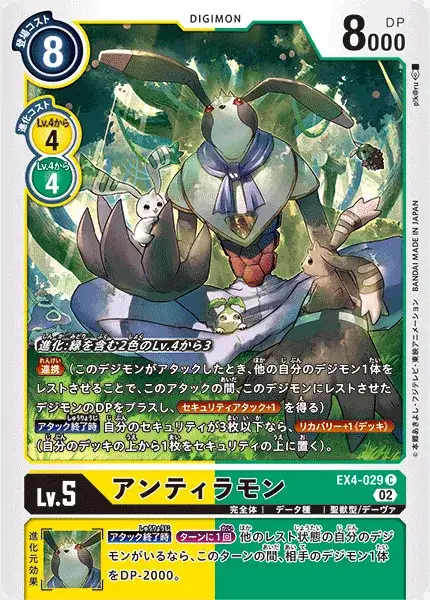 DIGIMON
登場コスト
8
DP
8000
進化コスト
Lv.4から
4
Lv.4から
4
p!k@ru
進化:緑を含む2色のLv.4から3
≪連携≫(このデジモンがアタックしたとき、他の自分のデジモン1体
をレストさせることで、このアタックの間、このデジモンにレストさせた
デジモンのDPをプラスし、セキュリティアタック+1 を得る)
アタック終了時 自分のセキュリティが3枚以下なら、リカバリー+1《デッキ》
(自分のデッキの上から1枚をセキュリティの上に置く)。
©本郷あきよし・フジテレビ・東映アニメーション BANDAI MADE IN JAPAN
EX4-029 C
Lv.5
アンティラモン
02
完全体 | データ種 | 聖獣型/デーヴァ
進化元効果
アタック終了時 ターンに1回 他のレスト状態の自分のデジ
モンがいるなら、このターンの間、相手のデジモン1体
をDP-2000。